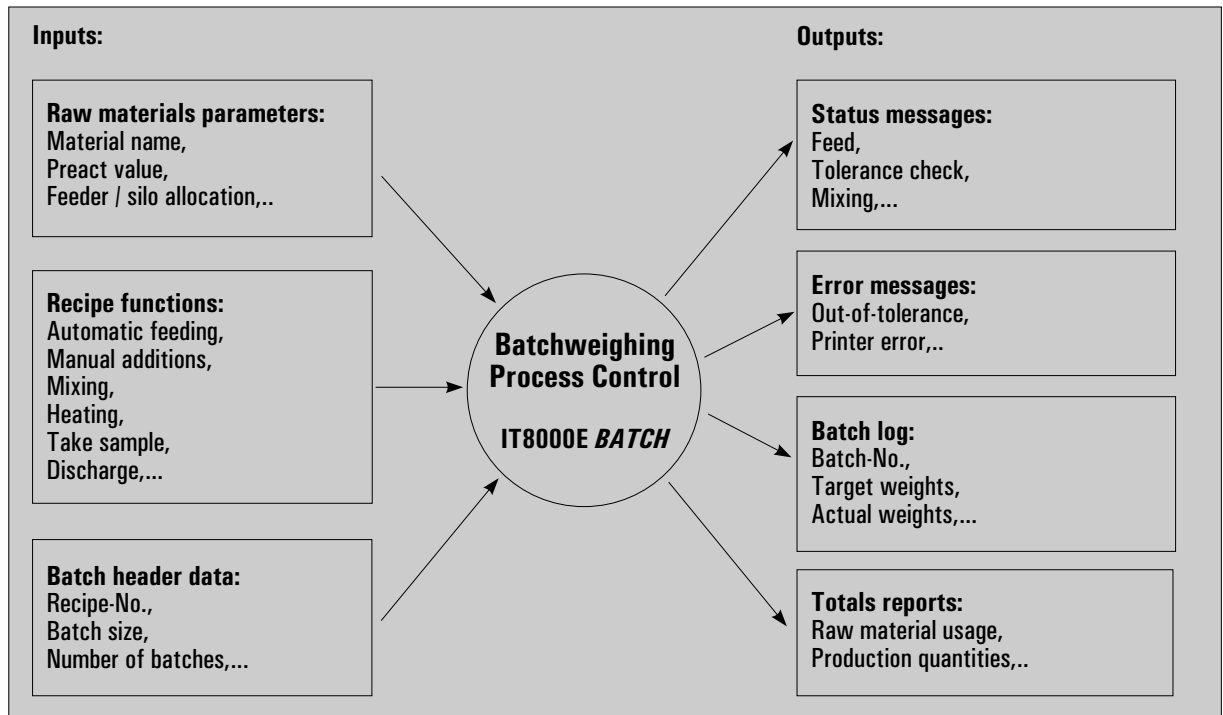 Inputs:
Raw materials parameters:
Material name,
Preact value,
Feeder / silo allocation,..
Recipe functions:
Automatic feeding,
Manual additions,
Mixing,
Heating,
Take sample,
Discharge,...
Batch header data:
Recipe-No.,
Batch size,
Number of batches,...
Batchweighing
Process Control
IT8000E BATCH
Outputs:
Status messages:
Feed,
Tolerance check,
Mixing,...
Error messages:
Out-of-tolerance,
Printer error,..
Batch log:
Batch-No.,
Target weights,
Actual weights,...
Totals reports:
Raw material usage,
Production quantities,..